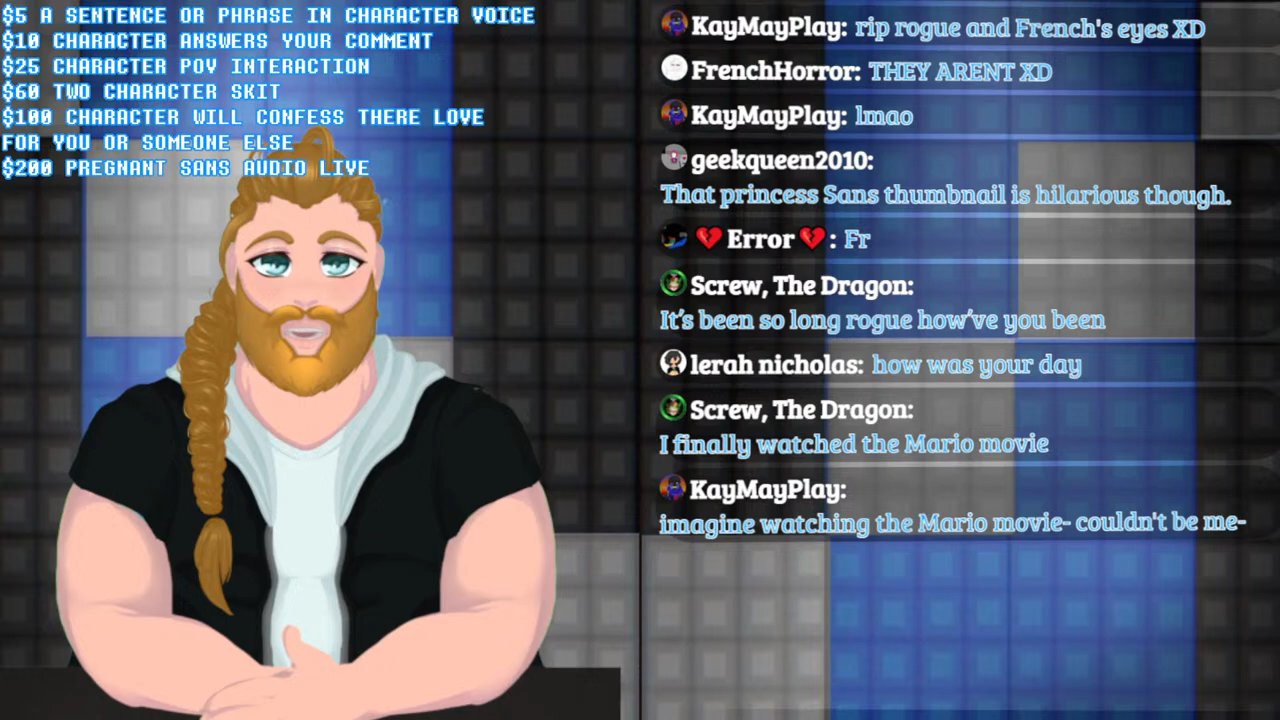 $5 A SENTENCE OR PHRASE IN CHARACTER VOICE
$10 CHARACTER ANSWERS YOUR COMMENT
$25 CHARACTER POV INTERACTION
$60 TWO CHARACTER SKIT
$100 CHARACTER WILL CONFESS THERE LOVE
FOR YOU OR SOMEONE ELSE
$200 PREGNANT SANS AUDIO LIVE
KayMayPlay: rip rogue and French's eyes XD
FrenchHorror: THEY ARENT XD
KayMayPlay: lmao
geekqueen2010:
That princess Sans thumbnail is hilarious though.
💔 Error 💔: Fr
Screw, The Dragon:
It's been so long rogue how've you been
lerah nicholas: how was your day
Screw, The Dragon:
I finally watched the Mario movie
KayMayPlay:
imagine watching the Mario movie- couldn't be me-